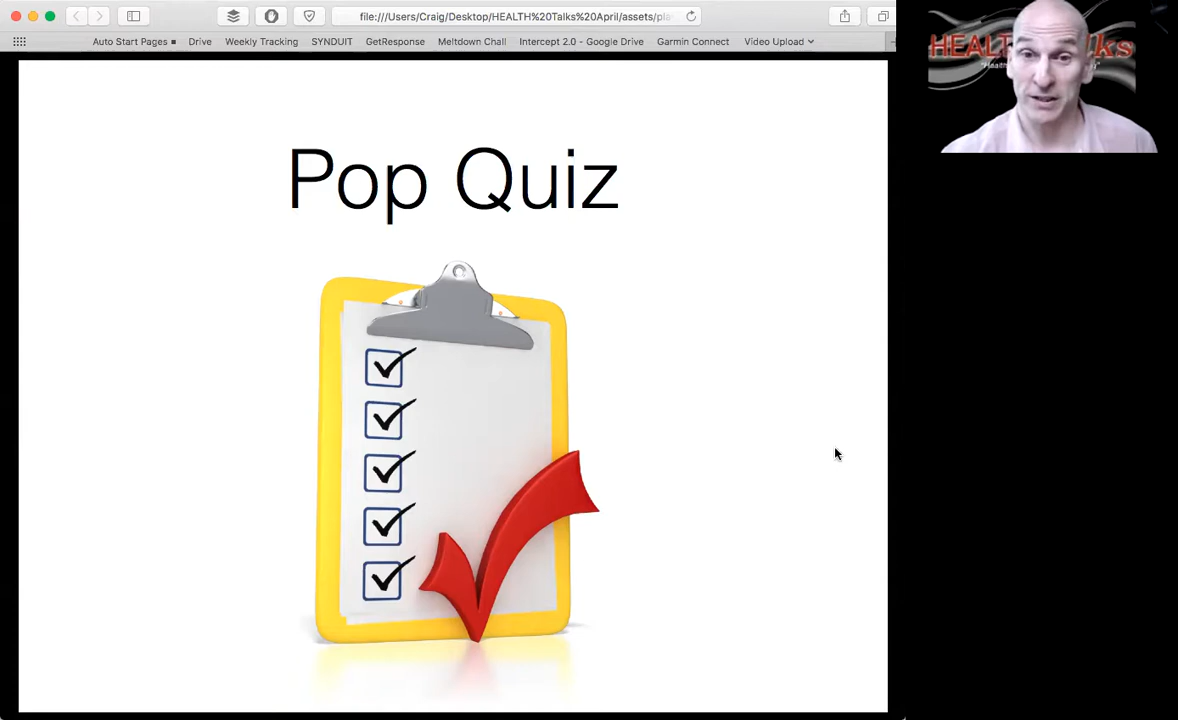 file:///Users/Craig/Desktop/HEALTH%20Talks%20April/assets/pla
Auto Start Pages Drive Weekly Tracking SYNDUIT GetResponse Meltdown Chall Intercept 2.0 - Google Drive Garmin Connect Video Upload
Pop Quiz